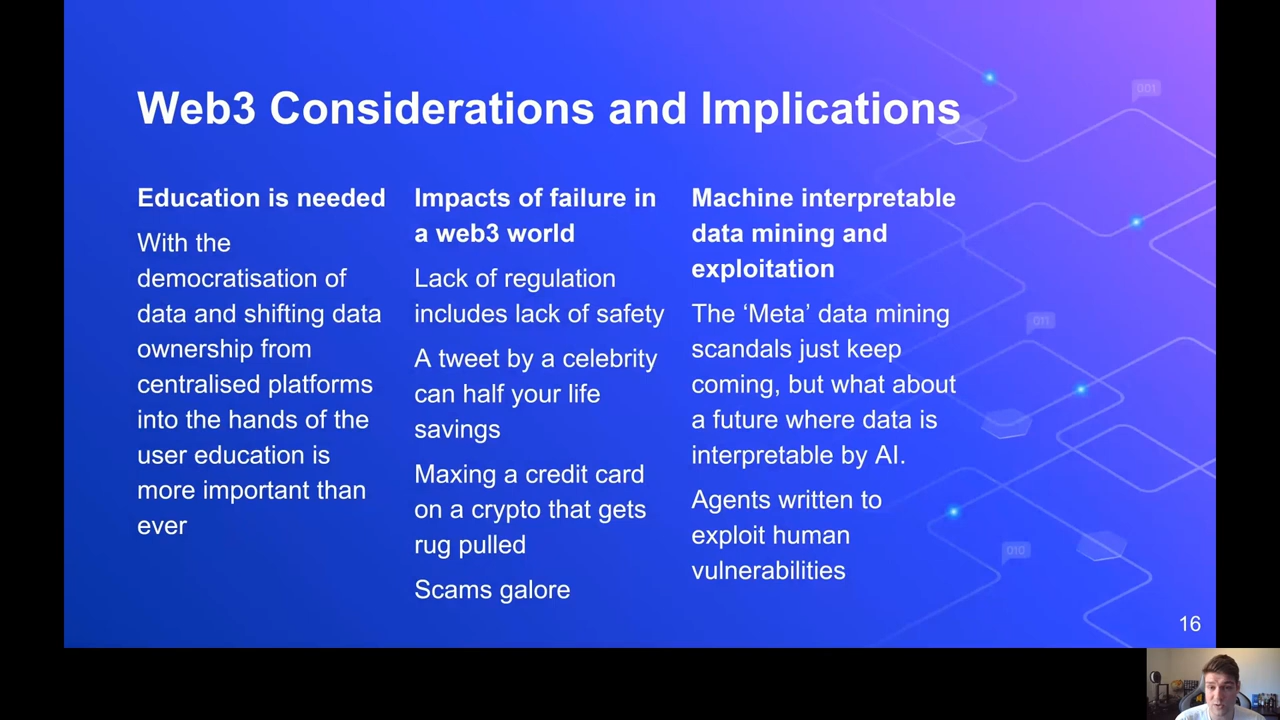 Web3 Considerations and Implications
Education is needed
With the
democratisation of
data and shifting data
ownership from
centralised platforms
into the hands of the
user education is
more important than
ever
Impacts of failure in
a web3 world
Lack of regulation
includes lack of safety
A tweet by a celebrity
can half your life
savings
Maxing a credit card
on a crypto that gets
rug pulled
Scams galore
Machine interpretable
data mining and
exploitation
The ‘Meta’ data mining
scandals just keep
coming, but what about
a future where data is
interpretable by AI.
Agents written to
exploit human
vulnerabilities
001
011
010
16